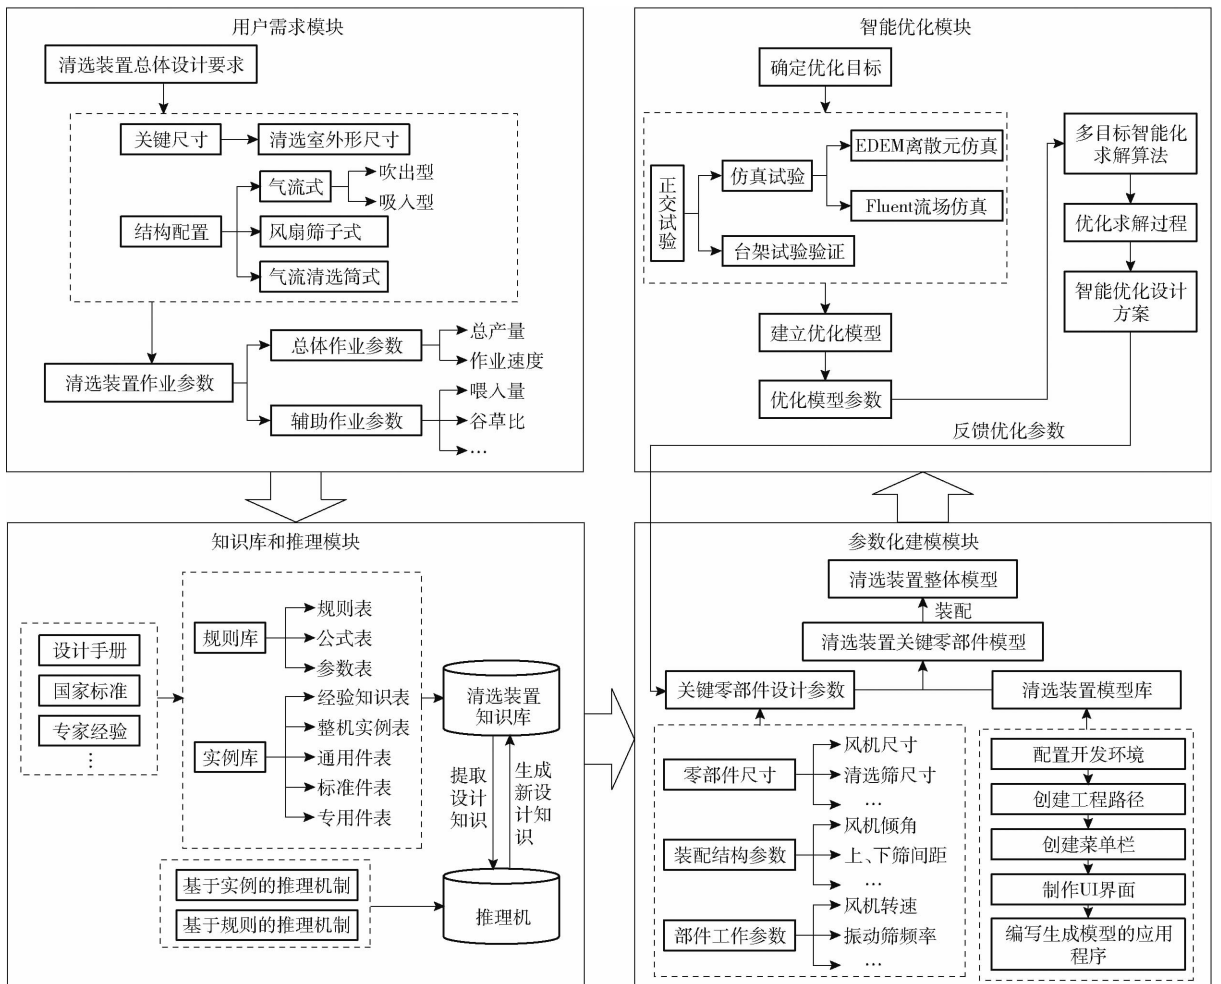 用户需求模块
清选装置总体设计要求
关键尺寸
清选室外形尺寸
结构配置
气流式
吹出型
吸入型
风扇筛子式
气流清选筒式
清选装置作业参数
总体作业参数
总产量
作业速度
辅助作业参数
喂入量
谷草比
…
智能优化模块
确定优化目标
正交试验
仿真试验
EDEM离散元仿真
Fluent流场仿真
台架试验验证
建立优化模型
优化模型参数
多目标智能化
求解算法
优化求解过程
智能优化设计
方案
反馈优化参数
知识库和推理模块
设计手册
国家标准
专家经验
…
规则库
规则表
公式表
参数表
实例库
经验知识表
整机实例表
通用件表
标准件表
专用件表
清选装置
知识库
提取
设计
知识
生成
新设
计知
识
基于实例的推理机制
基于规则的推理机制
推理机
参数化建模模块
清选装置整体模型
装配
清选装置关键零部件模型
关键零部件设计参数
清选装置模型库
零部件尺寸
风机尺寸
清选筛尺寸
…
装配结构参数
风机倾角
上、下筛间距
…
部件工作参数
风机转速
振动筛频率
…
配置开发环境
创建工程路径
创建菜单栏
制作UI界面
编写生成模型的应用
程序